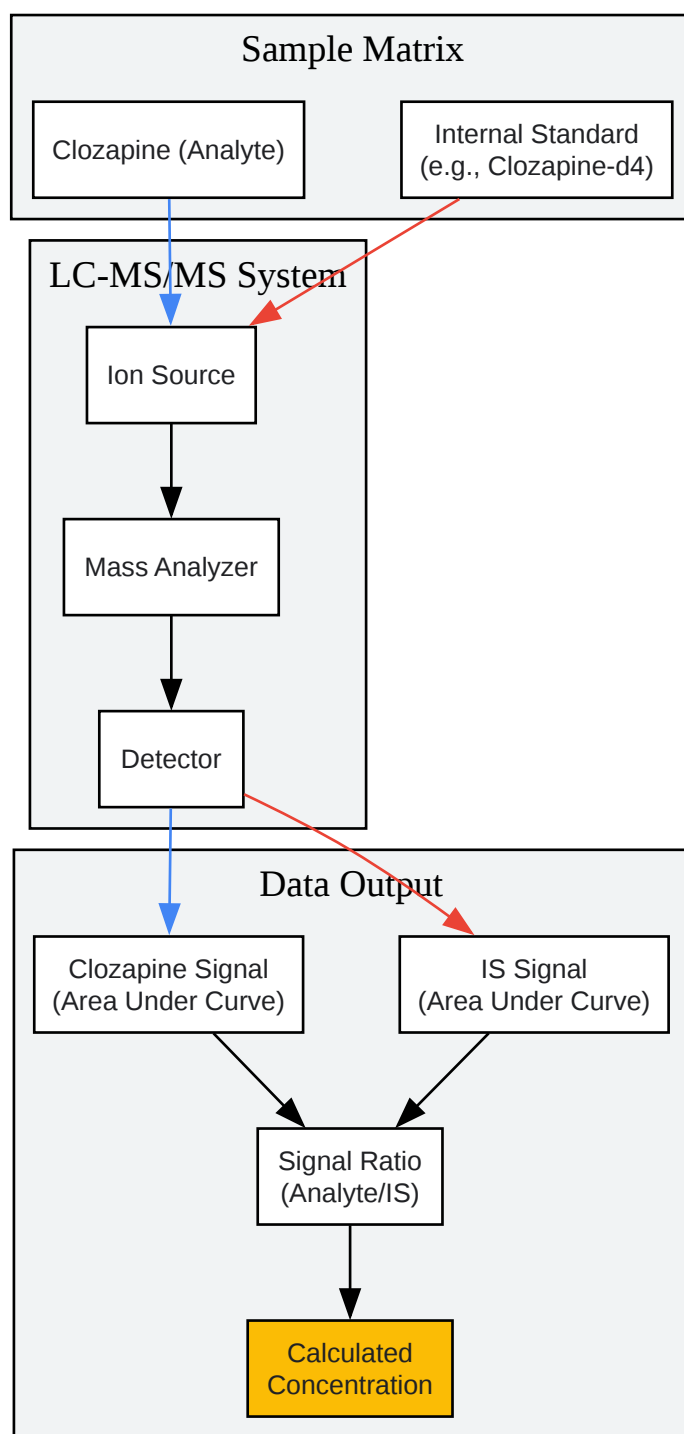 Sample Matrix
Clozapine (Analyte)
Internal Standard
(e.g., Clozapine-d4)
LC-MS/MS System
Ion Source
Mass Analyzer
Detector
Data Output
Clozapine Signal
(Area Under Curve)
IS Signal
(Area Under Curve)
Signal Ratio
(Analyte/IS)
Calculated
Concentration